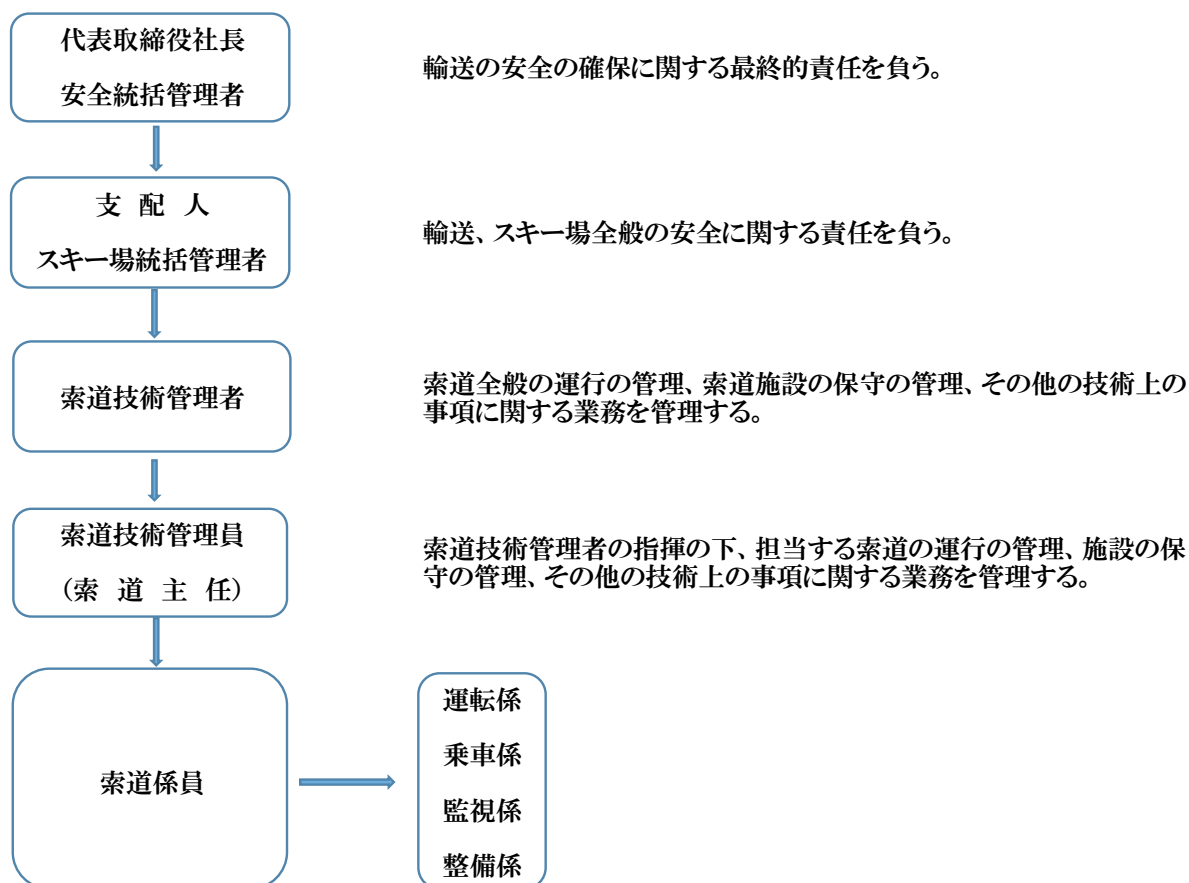 代表取締役社長
安全統括管理者
輸送の安全の確保に関する最終的責任を負う。
支 配 人
スキー場統括管理者
輸送、スキー場全般の安全に関する責任を負う。
索道技術管理者
索道全般の運行の管理、索道施設の保守の管理、その他の技術上の
事項に関する業務を管理する。
索道技術管理員
(索 道 主 任)
索道技術管理者の指揮の下、担当する索道の運行の管理、施設の保
守の管理、その他の技術上の事項に関する業務を管理する。
索道係員
運転係
乗車係
監視係
整備係